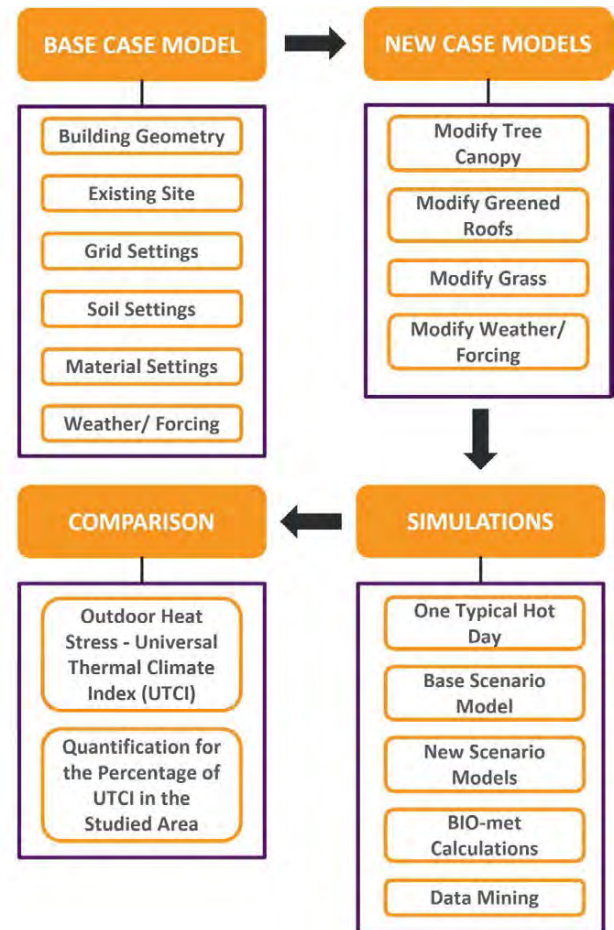 BASE CASE MODEL
Building Geometry
Existing Site
Grid Settings
Soil Settings
Material Settings
Weather/ Forcing
NEW CASE MODELS
Modify Tree
Canopy
Modify Greened
Roofs
Modify Grass
Modify Weather/
Forcing
SIMULATIONS
One Typical Hot
Day
Base Scenario
Model
New Scenario
Models
BIO-met
Calculations
Data Mining
COMPARISON
Outdoor Heat
Stress - Universal
Thermal Climate
Index (UTCI)
Quantification for
the Percentage of
UTCI in the
Studied Area